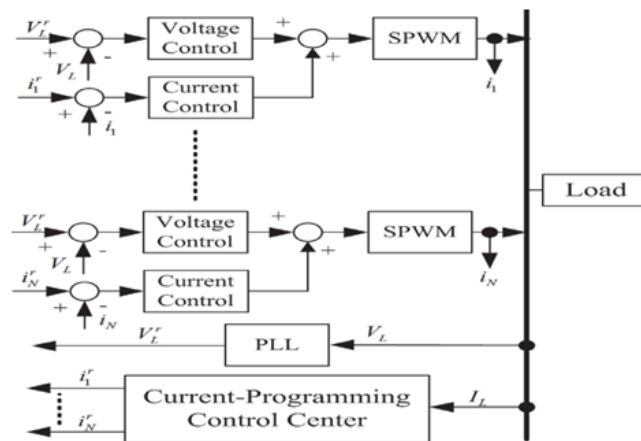 V_L^r + - Voltage Control + SPWM
V_L +
i_1^r Current Control i_1
+ - i_1
Load
V_L^r Voltage Control + SPWM
+ - V_L +
i_N^r Current Control i_N
+ - i_N
V_L^r PLL V_L
i_1^r Current-Programming I_L
i_N^r Control Center